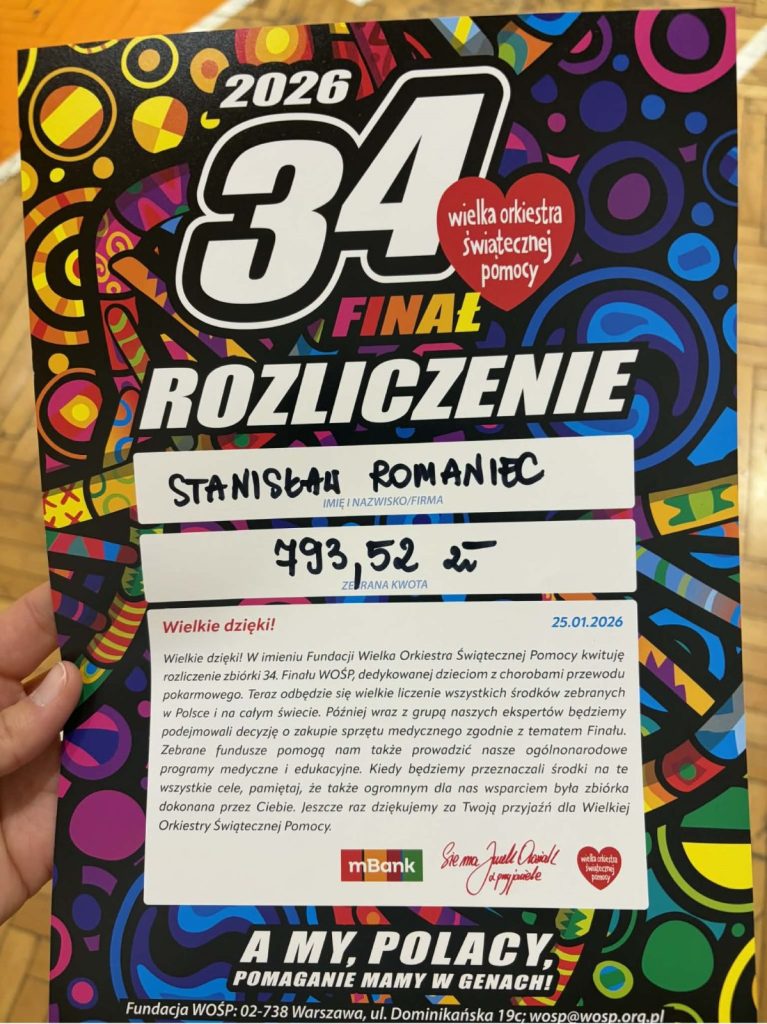 2026
34
wielka orkiestra
świątecznej
pomocy
FINAŁ
ROZLICZENIE
STANISŁAW ROMANIEC
IMIĘ I NAZWISKO/FIRMA
793,52 zł
ZEBRANA KWOTA
Wielkie dzięki! 25.01.2026
Wielkie dzięki! W imieniu Fundacji Wielka Orkiestra Świątecznej Pomocy kwituję
rozliczenie zbiórki 34. Finału WOŚP, dedykowanej dzieciom z chorobami przewodu
pokarmowego. Teraz odbędzie się wielkie liczenie wszystkich środków zebranych
w Polsce i na całym świecie. Później wraz z grupą naszych ekspertów będziemy
podejmowali decyzję o zakupie sprzętu medycznego zgodnie z tematem Finału.
Zebrane fundusze pomogą nam także prowadzić nasze ogólnonarodowe
programy medyczne i edukacyjne. Kiedy będziemy przeznaczali środki na te
wszystkie cele, pamiętaj, że także ogromnym dla nas wsparciem była zbiórka
dokonana przez Ciebie. Jeszcze raz dziękujemy za Twoją przyjaźń dla Wielkiej
Orkiestry Świątecznej Pomocy.
mBank
Sie ma Jurek Owsiak
z przyjaciele
wielka orkiestra
świątecznej
pomocy
A MY, POLACY,
POMAGANIE MAMY W GENACH!
Fundacja WOŚP: 02-738 Warszawa, ul. Dominikańska 19c; wosp@wosp.org.pl